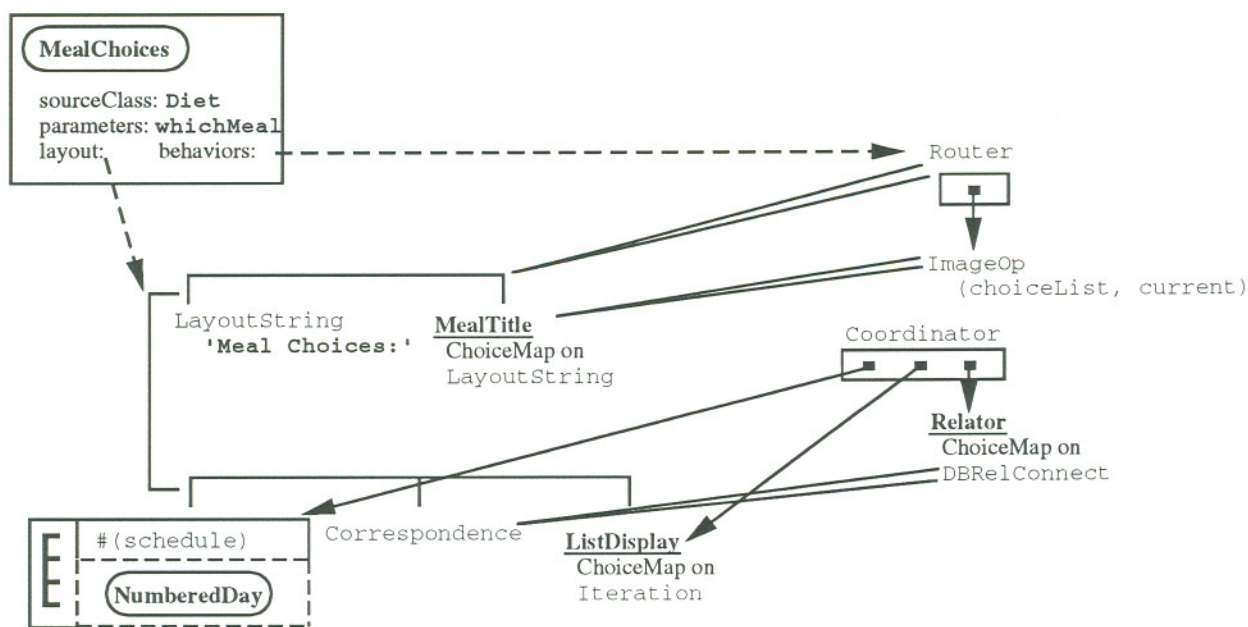 MealChoices
sourceClass: Diet
parameters: whichMeal
layout: behaviors:
Router
ImageOp
(choiceList, current)
LayoutString
'Meal Choices:'
MealTitle
ChoiceMap on
LayoutString
Coordinator
Relator
ChoiceMap on
DBRelConnect
#(schedule)
NumberedDay
Correspondence
ListDisplay
ChoiceMap on
Iteration